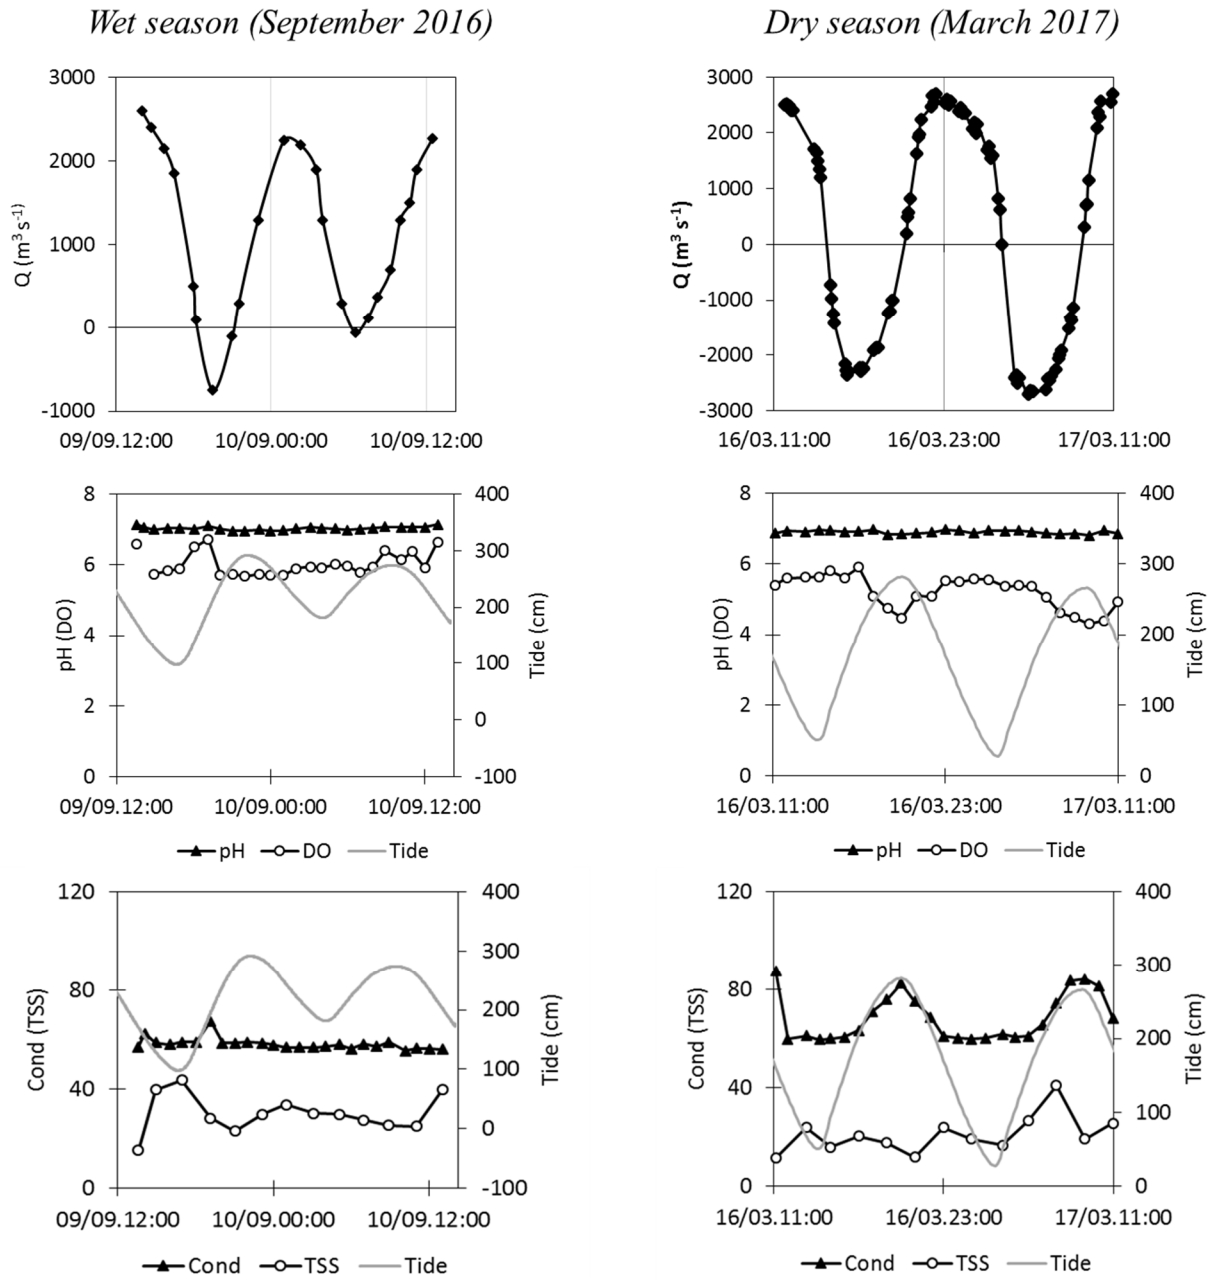 Wet season (September 2016)
Dry season (March 2017)
3000
2000
1000
0
-1000
Q (m³ s⁻¹)
09/09.12:00 10/09.00:00 10/09.12:00
3000
2000
1000
0
-1000
-2000
-3000
Q (m³ s⁻¹)
16/03.11:00 16/03.23:00 17/03.11:00
8
6
4
2
0
pH (DO)
400
300
200
100
0
-100
Tide (cm)
09/09.12:00 10/09.00:00 10/09.12:00
pH DO Tide
8
6
4
2
0
pH (DO)
400
300
200
100
0
Tide (cm)
16/03.11:00 16/03.23:00 17/03.11:00
pH DO Tide
120
80
40
0
Cond (TSS)
400
300
200
100
0
-100
Tide (cm)
09/09.12:00 10/09.00:00 10/09.12:00
Cond TSS Tide
120
80
40
0
Cond (TSS)
400
300
200
100
0
Tide (cm)
16/03.11:00 16/03.23:00 17/03.11:00
Cond TSS Tide